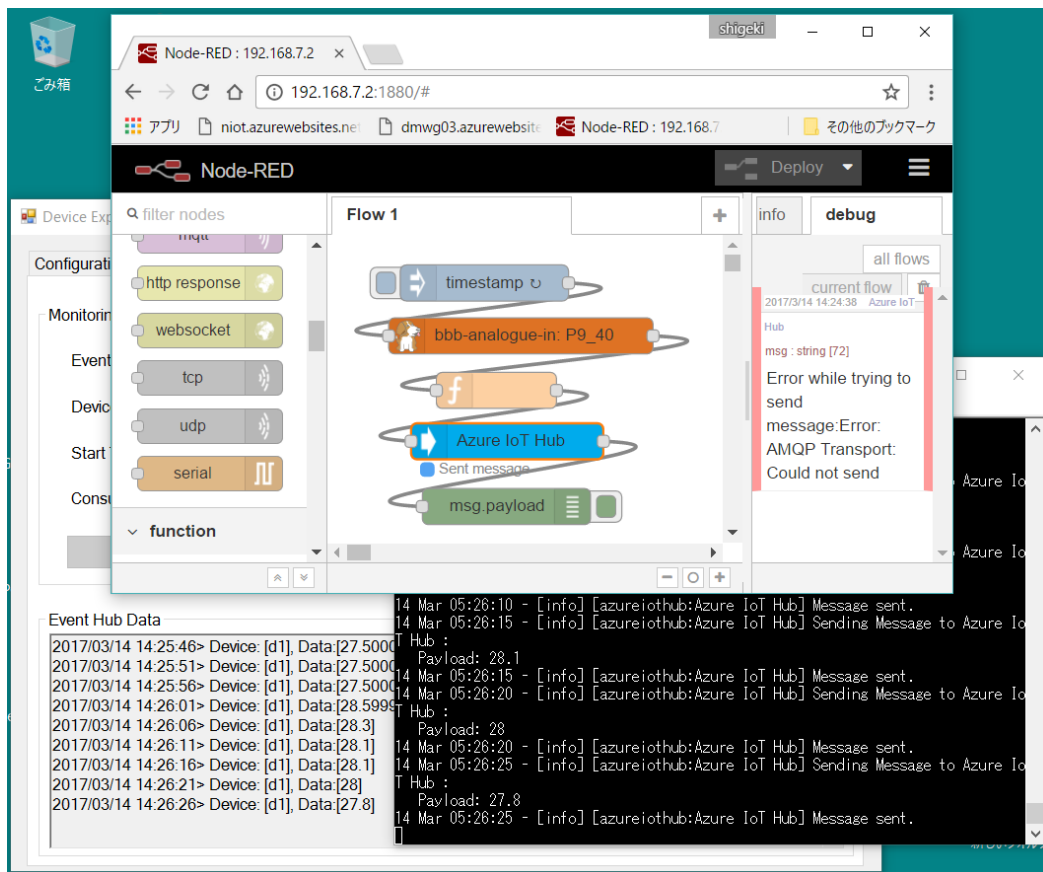 ごみ箱
shigeki
Node-RED : 192.168.7.2
192.168.7.2:1880/#
アプリ niot.azurewebsites.ne dmwg03.azurewebsite Node-RED : 192.168.7 その他のブックマーク
Node-RED
Deploy
filter nodes
Flow 1
info
debug
all flows
current flow
mqtt
http response
websocket
tcp
udp
serial
function
timestamp ↻
bbb-analogue-in: P9_40
f
Azure IoT Hub
Sent message
msg.payload
2017/3/14 14:24:38 Azure IoT
Hub
msg : string [72]
Error while trying to
send
message:Error:
AMQP Transport:
Could not send
Device Exp
Configurati
Monitorin
Event
Devic
Start
Consu
Event Hub Data
2017/03/14 14:25:46> Device: [d1], Data:[27.5000
2017/03/14 14:25:51> Device: [d1], Data:[27.5000
2017/03/14 14:25:56> Device: [d1], Data:[27.5000
2017/03/14 14:26:01> Device: [d1], Data:[28.5999
2017/03/14 14:26:06> Device: [d1], Data:[28.3]
2017/03/14 14:26:11> Device: [d1], Data:[28.1]
2017/03/14 14:26:16> Device: [d1], Data:[28.1]
2017/03/14 14:26:21> Device: [d1], Data:[28]
2017/03/14 14:26:26> Device: [d1], Data:[27.8]
Azure Io
Azure Io
14 Mar 05:26:10 - [info] [azureiothub:Azure IoT Hub] Message sent.
14 Mar 05:26:15 - [info] [azureiothub:Azure IoT Hub] Sending Message to Azure Io
T Hub :
Payload: 28.1
14 Mar 05:26:15 - [info] [azureiothub:Azure IoT Hub] Message sent.
14 Mar 05:26:20 - [info] [azureiothub:Azure IoT Hub] Sending Message to Azure Io
T Hub :
Payload: 28
14 Mar 05:26:20 - [info] [azureiothub:Azure IoT Hub] Message sent.
14 Mar 05:26:25 - [info] [azureiothub:Azure IoT Hub] Sending Message to Azure Io
T Hub :
Payload: 27.8
14 Mar 05:26:25 - [info] [azureiothub:Azure IoT Hub] Message sent.